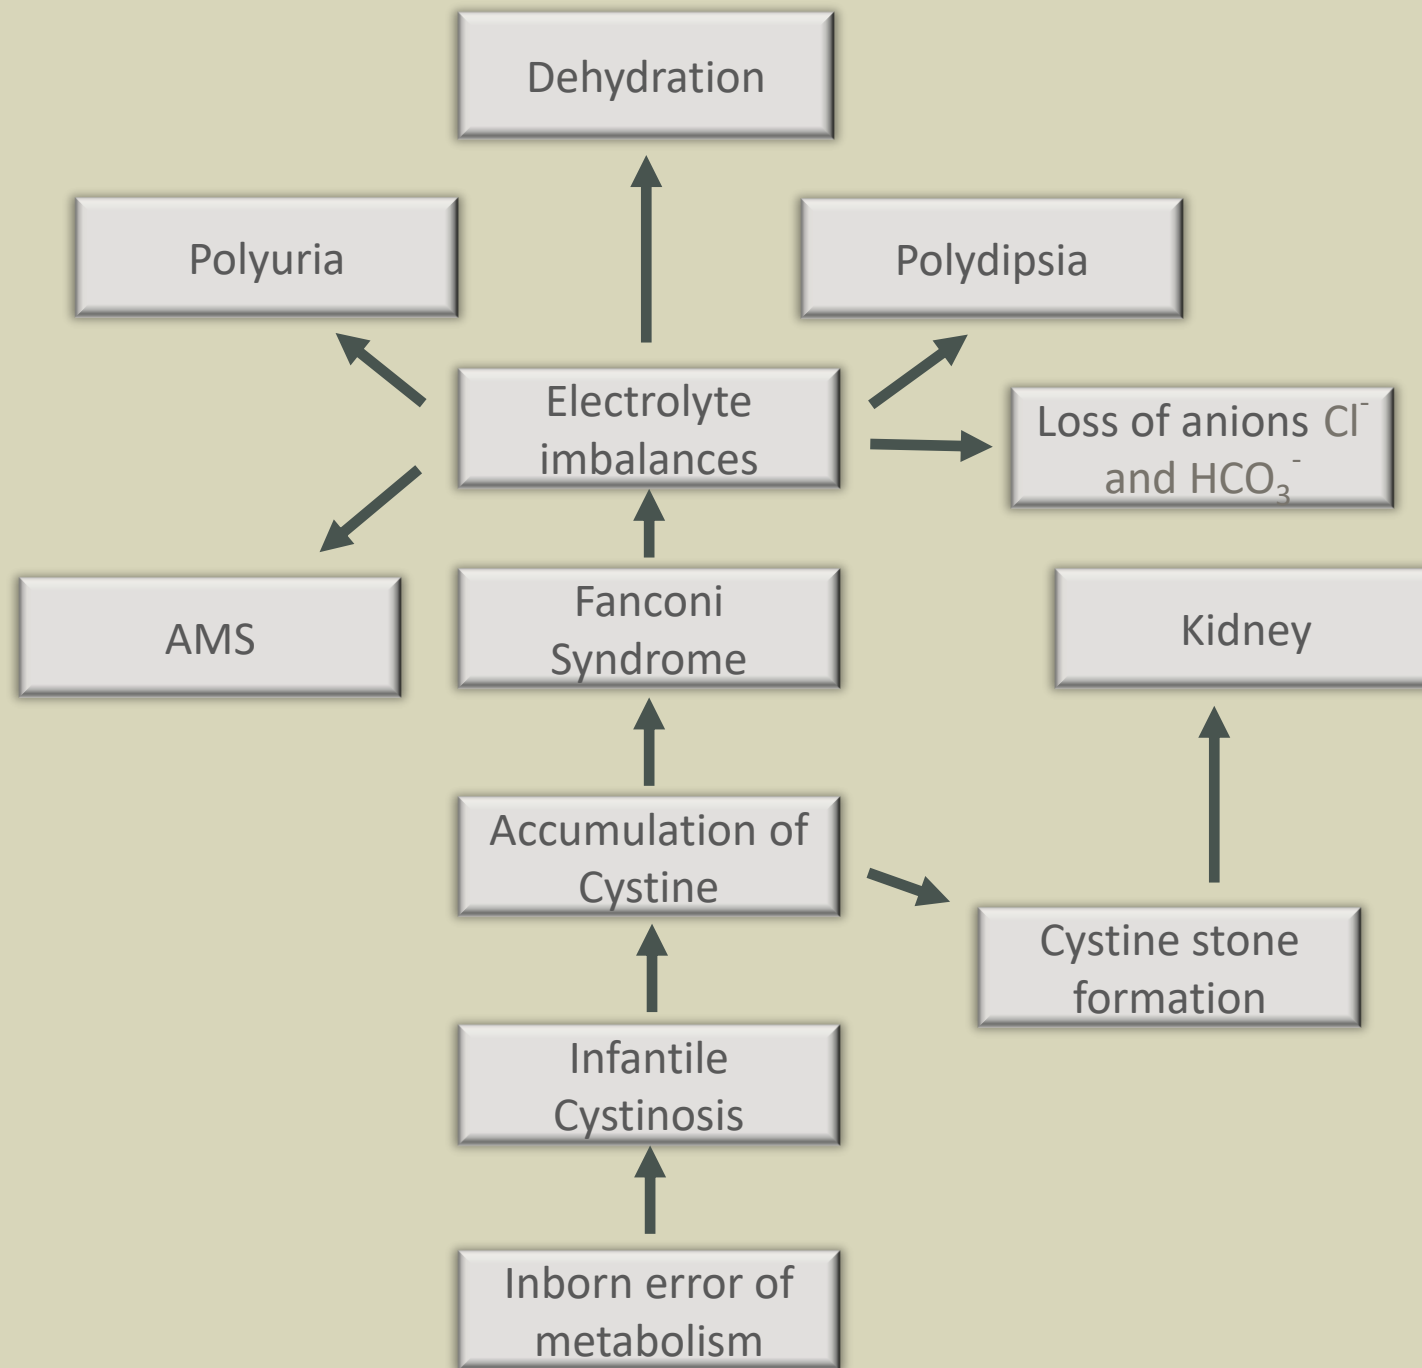 Dehydration
Polyuria
Polydipsia
Electrolyte
imbalances
Loss of anions Cl⁻
and HCO₃⁻
AMS
Fanconi
Syndrome
Kidney
Accumulation of
Cystine
Cystine stone
formation
Infantile
Cystinosis
Inborn error of
metabolism